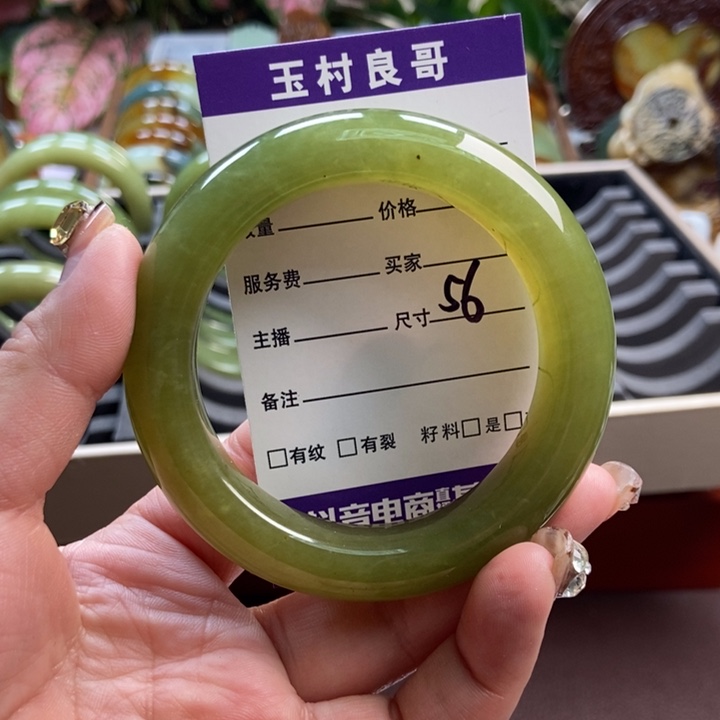 玉村良哥
量 价格
服务费 买家
主播 尺寸 56
备注
□有纹 □有裂 籽料□是□
抖音电商